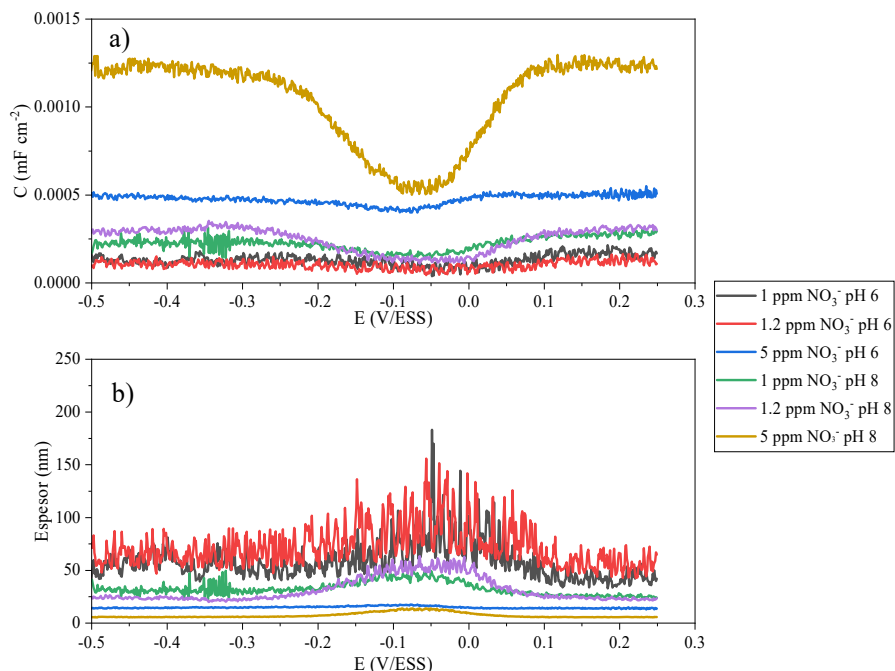 a)
0.0015
0.0010
0.0005
0.0000
C (mF cm⁻²)
-0.5 -0.4 -0.3 -0.2 -0.1 0.0 0.1 0.2 0.3
E (V/ESS)
1 ppm NO₃⁻ pH 6
1.2 ppm NO₃⁻ pH 6
5 ppm NO₃⁻ pH 6
1 ppm NO₃⁻ pH 8
1.2 ppm NO₃⁻ pH 8
5 ppm NO₃⁻ pH 8
b)
250
200
150
100
50
0
Espesor (nm)
-0.5 -0.4 -0.3 -0.2 -0.1 0.0 0.1 0.2 0.3
E (V/ESS)